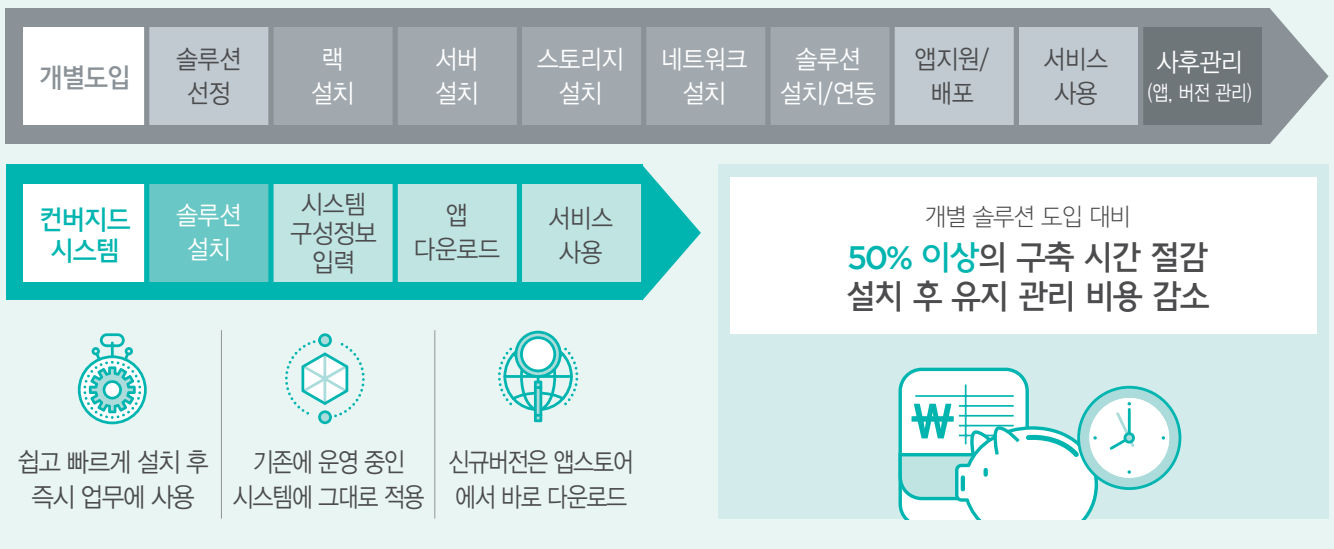 개별도입
솔루션
선정
랙
설치
서버
설치
스토리지
설치
네트워크
설치
솔루션
설치/연동
앱지원/
배포
서비스
사용
사후관리
(앱, 버전 관리)
컨버지드
시스템
솔루션
설치
시스템
구성정보
입력
앱
다운로드
서비스
사용
개별 솔루션 도입 대비
50% 이상의 구축 시간 절감
설치 후 유지 관리 비용 감소
쉽고 빠르게 설치 후
즉시 업무에 사용
기존에 운영 중인
시스템에 그대로 적용
신규버전은 앱스토어
에서 바로 다운로드
₩